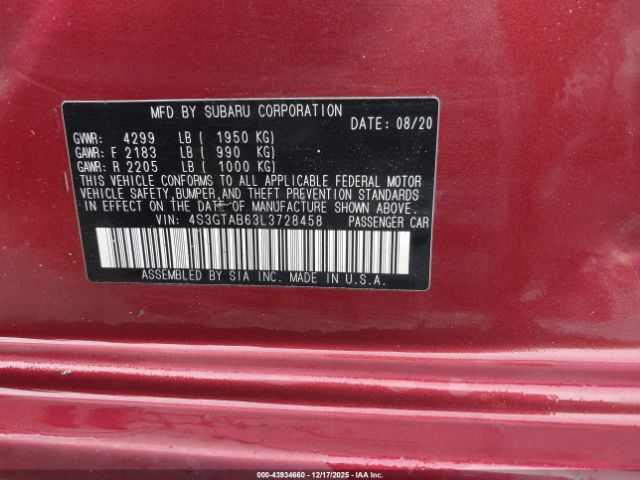 MFD BY SUBARU CORPORATION
DATE: 08/20
GVWR: 4299 LB ( 1950 KG)
GAWR: F 2183 LB ( 990 KG)
GAWR: R 2205 LB ( 1000 KG)
THIS VEHICLE CONFORMS TO ALL APPLICABLE FEDERAL MOTOR
VEHICLE SAFETY, BUMPER, AND THEFT PREVENTION STANDARDS
IN EFFECT ON THE DATE OF MANUFACTURE SHOWN ABOVE.
VIN: 4S3GTAB63L3728458 PASSENGER CAR
ASSEMBLED BY SIA INC. MADE IN U.S.A.
000-43934660 - 12/17/2025 - IAAI.com